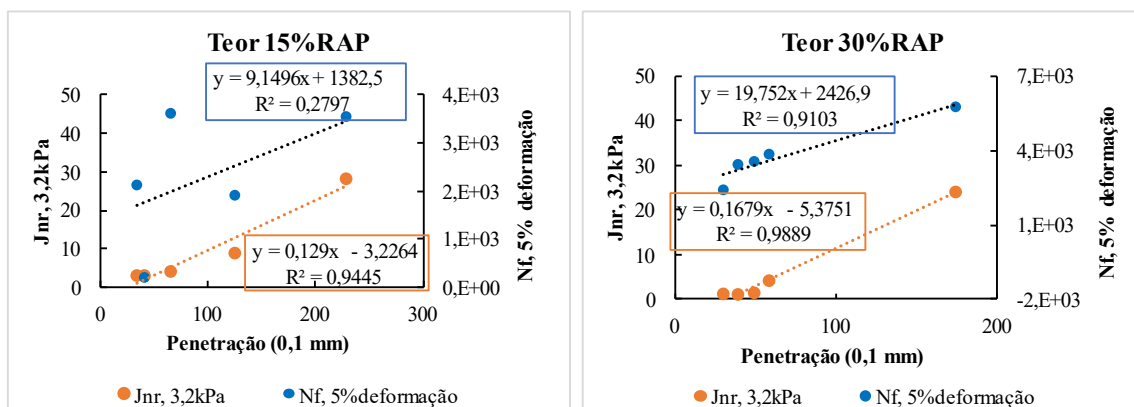 Teor 15%RAP
y = 9,1496x + 1382,5
R² = 0,2797
50
40
30
20
10
0
Jnr, 3,2kPa
4,E+03
3,E+03
2,E+03
1,E+03
0,E+00
Nf, 5% deformação
y = 0,129x - 3,2264
R² = 0,9445
0
100
200
300
Penetração (0,1 mm)
Jnr, 3,2kPa
Nf, 5%deformação
Teor 30%RAP
y = 19,752x + 2426,9
R² = 0,9103
50
40
30
20
10
0
Jnr, 3,2kPa
7,E+03
4,E+03
1,E+03
-2,E+03
Nf, 5% deformação
y = 0,1679x - 5,3751
R² = 0,9889
0
100
200
Penetração (0,1 mm)
Jnr, 3,2kPa
Nf, 5%deformação